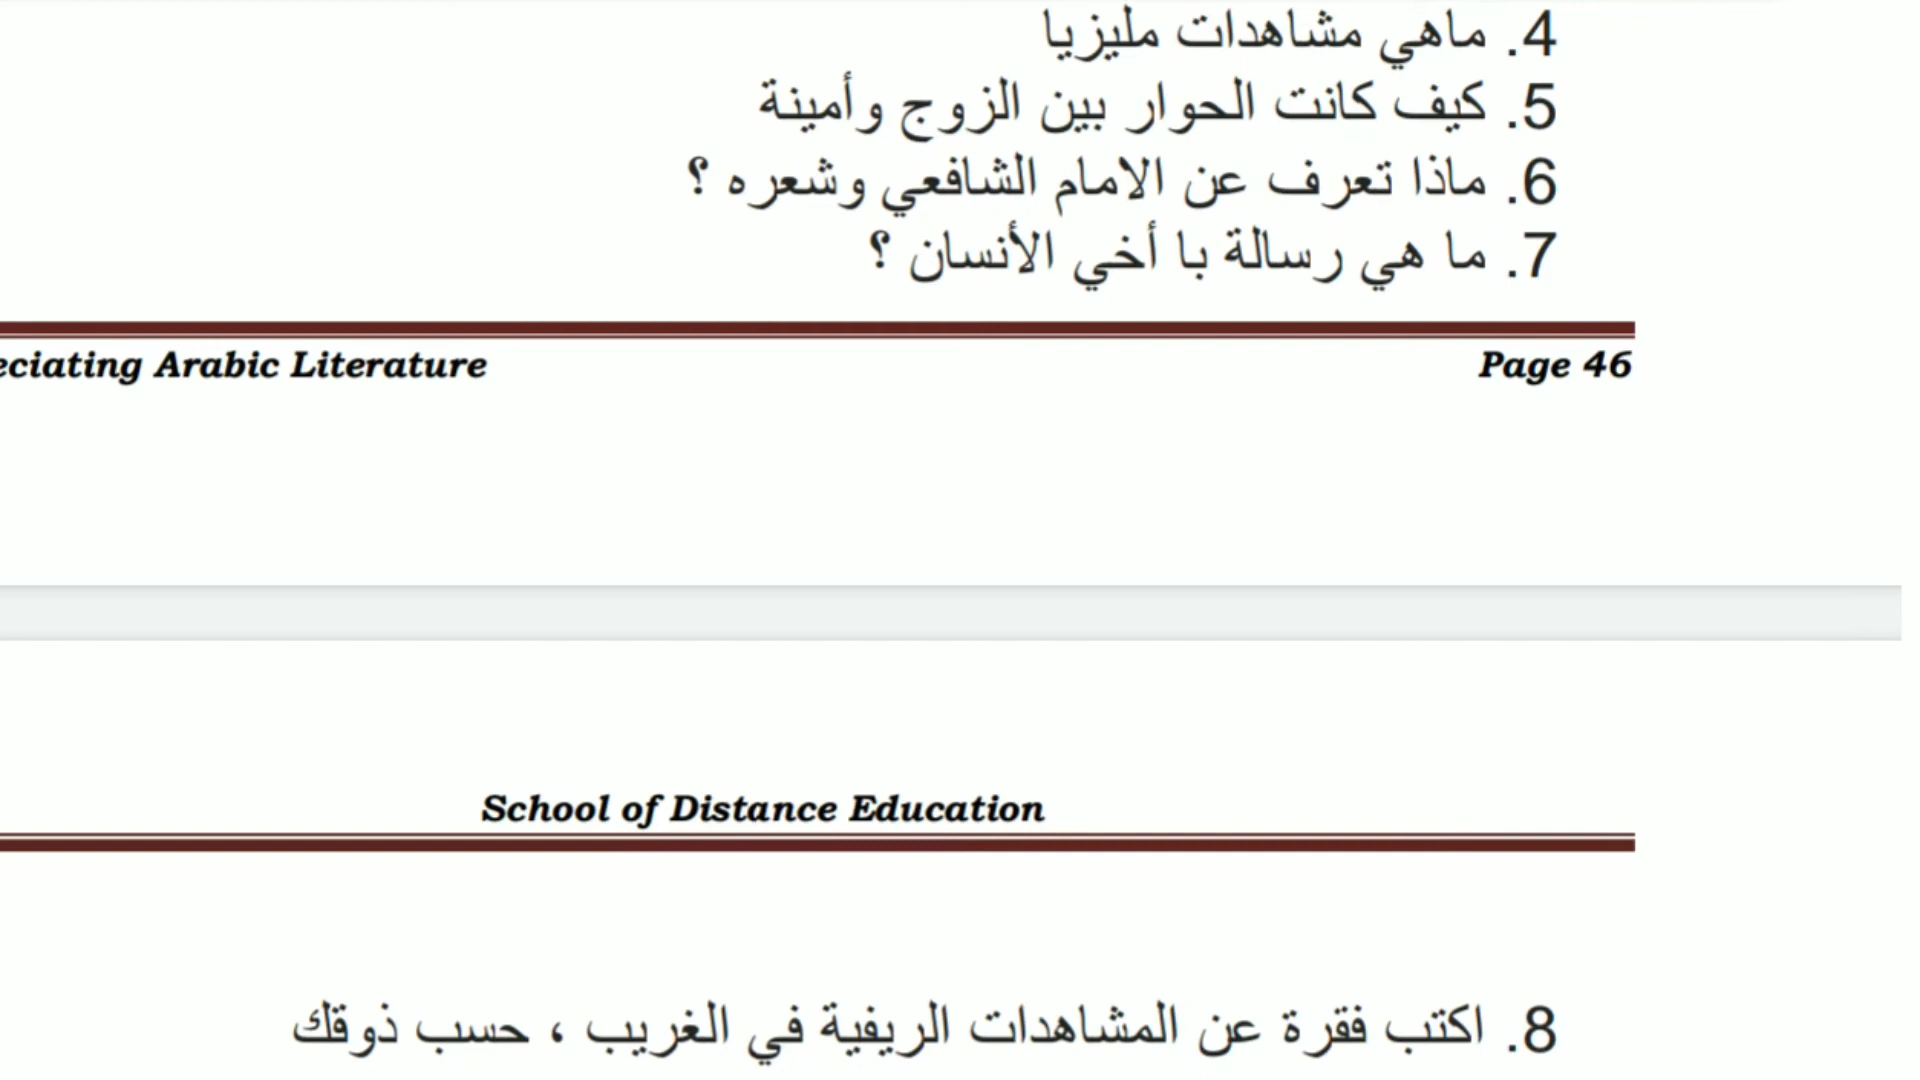 4. ماهي مشاهدات مليزيا
5. كيف كانت الحوار بين الزوج وأمينة
6. ماذا تعرف عن الامام الشافعي وشعره ؟
7. ما هي رسالة با أخي الأنسان ؟
eciating Arabic Literature Page 46
School of Distance Education
8. اكتب فقرة عن المشاهدات الريفية في الغريب ، حسب ذوقك